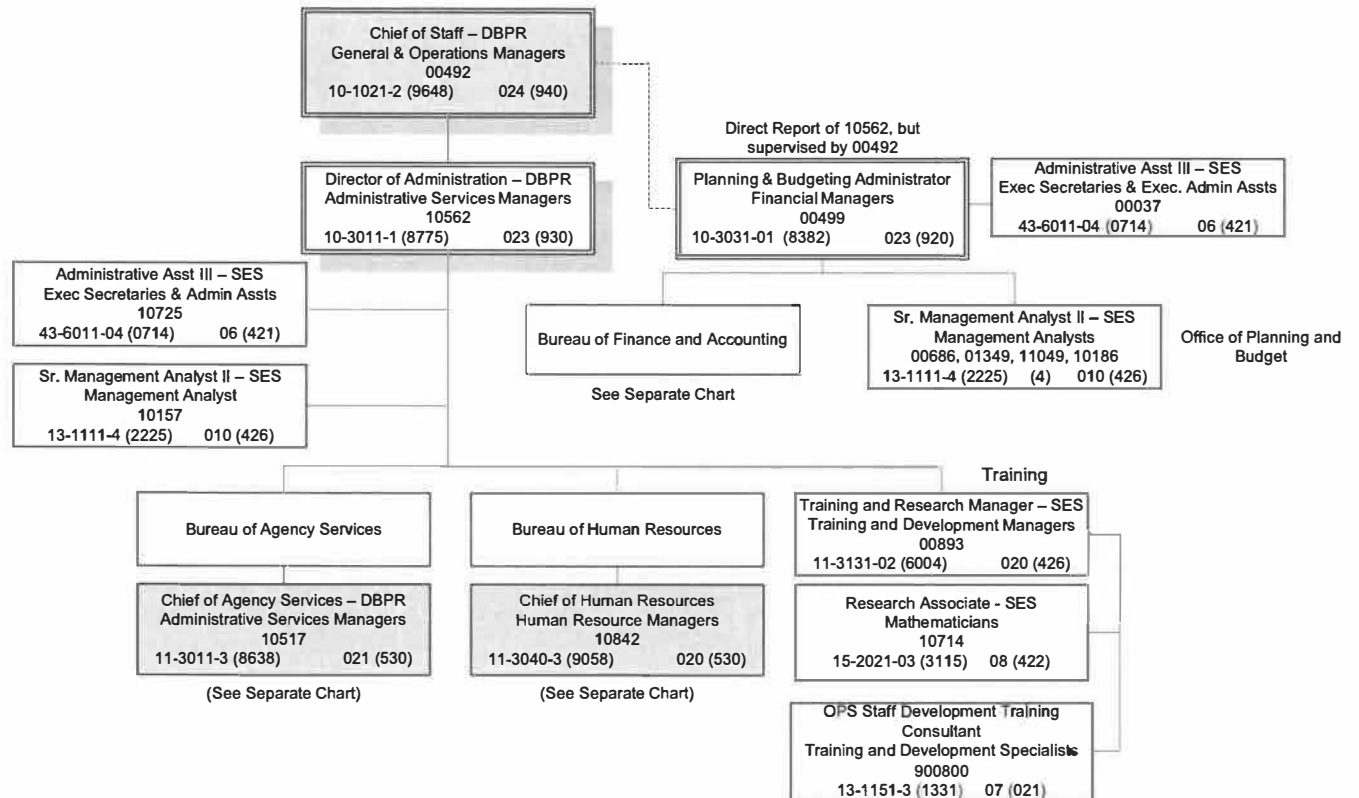 Chief of Staff – DBPR
General & Operations Managers
00492
10-1021-2 (9648) 024 (940)
Direct Report of 10562, but
supervised by 00492
Director of Administration – DBPR
Administrative Services Managers
10562
10-3011-1 (8775) 023 (930)
Planning & Budgeting Administrator
Financial Managers
00499
10-3031-01 (8382) 023 (920)
Administrative Asst III – SES
Exec Secretaries & Exec. Admin Assts
00037
43-6011-04 (0714) 06 (421)
Administrative Asst III – SES
Exec Secretaries & Admin Assts
10725
43-6011-04 (0714) 06 (421)
Bureau of Finance and Accounting
See Separate Chart
Sr. Management Analyst II – SES
Management Analysts
00686, 01349, 11049, 10186
13-1111-4 (2225) (4) 010 (426)
Office of Planning and
Budget
Sr. Management Analyst II – SES
Management Analyst
10157
13-1111-4 (2225) 010 (426)
Bureau of Agency Services
Chief of Agency Services – DBPR
Administrative Services Managers
10517
11-3011-3 (8638) 021 (530)
(See Separate Chart)
Bureau of Human Resources
Chief of Human Resources
Human Resource Managers
10842
11-3040-3 (9058) 020 (530)
(See Separate Chart)
Training
Training and Research Manager – SES
Training and Development Managers
00893
11-3131-02 (6004) 020 (426)
Research Associate - SES
Mathematicians
10714
15-2021-03 (3115) 08 (422)
OPS Staff Development Training
Consultant
Training and Development Specialists
900800
13-1151-3 (1331) 07 (021)